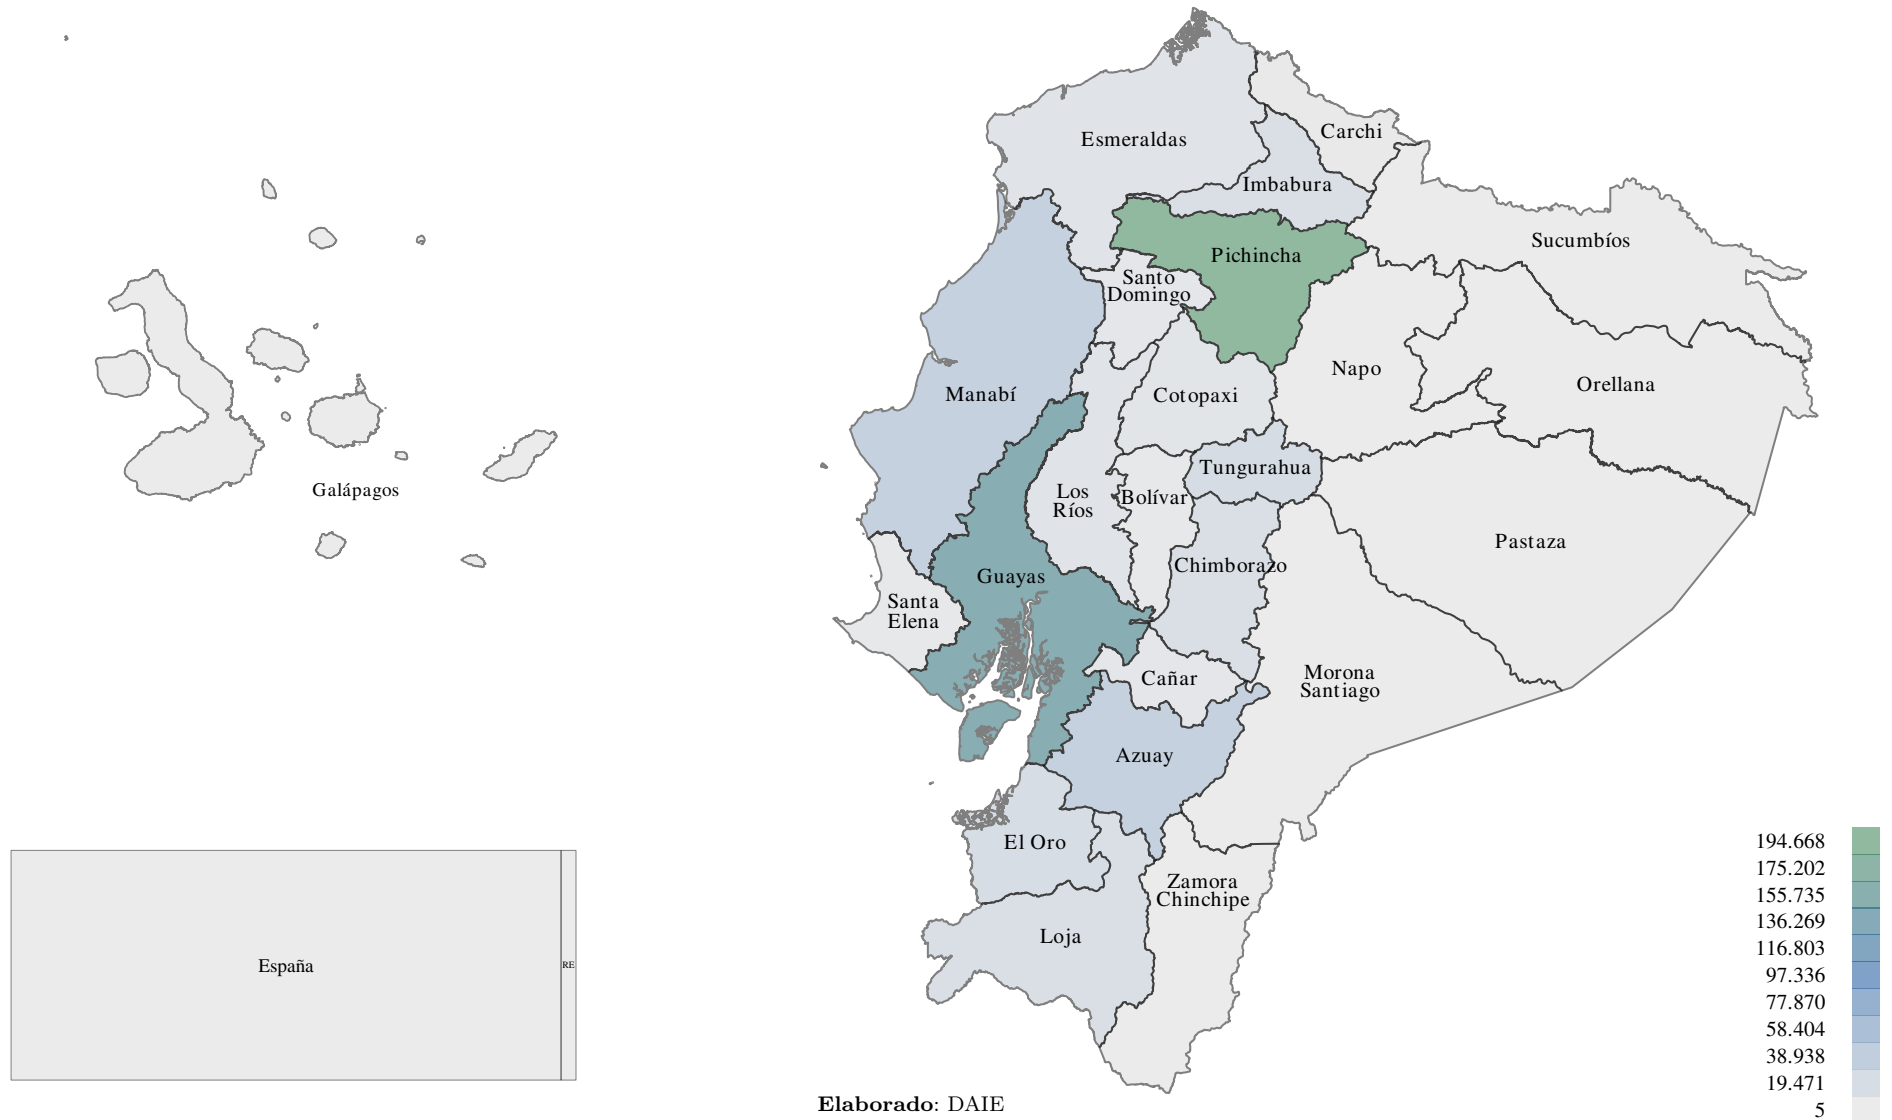 Carchi
Esmeraldas
Imbabura
Sucumbíos
Pichincha
Santo
Domingo
Napo
Orellana
Manabí
Cotopaxi
Tungurahua
Galápagos
Los
Ríos
Bolívar
Pastaza
Chimborazo
Guayas
Santa
Elena
Cañar
Morona
Santiago
Azuay
El Oro
Zamora
Chinchipe
Loja
España
RE
194.668
175.202
155.735
136.269
116.803
97.336
77.870
58.404
38.938
19.471
5
Elaborado: DAIE